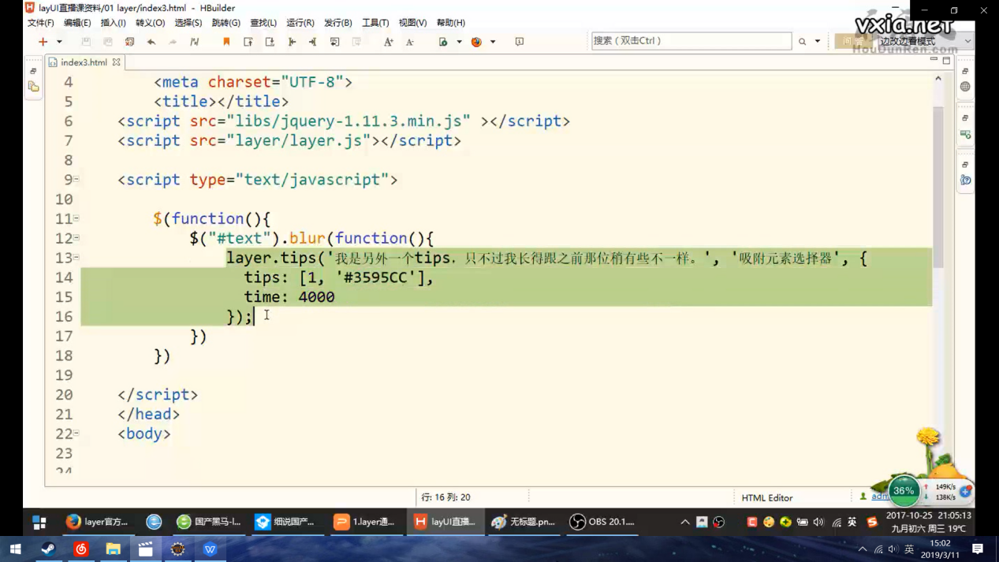 layUI直播课资料/01 layer/index3.html - HBuilder
文件(F) 编辑(E) 插入(I) 转义(O) 选择(S) 跳转(G) 查找(L) 运行(R) 发行(B) 工具(T) 视图(V) 帮助(H)
vxia.net
搜索（双击Ctrl）
边改边看模式
HouDunRen.com
index3.html
4 <meta charset="UTF-8">
5 <title></title>
6 <script src="libs/jquery-1.11.3.min.js" ></script>
7 <script src="layer/layer.js"></script>
8
9 <script type="text/javascript">
10
11 $(function(){
12 $("#text").blur(function(){
13 layer.tips('我是另外一个tips，只不过我长得跟之前那位稍有些不一样。', '吸附元素选择器', {
14 tips: [1, '#3595CC'],
15 time: 4000
16 });
17 })
18 })
19
20 </script>
21 </head>
22 <body>
23
24
行: 16 列: 20
HTML Editor
36%
149K/S
138K/S
layer官方...
国产黑马-l...
细说国产...
1.layer通...
layUI直播...
无标题.pn...
OBS 20.1....
英
2017-10-25 21:05:13
九月初六 周三 19℃
英
15:02
2019/3/11